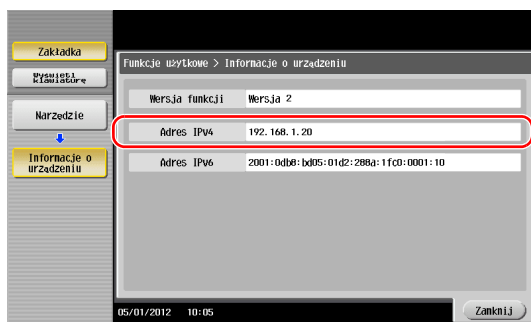 Zakładka
Wyświetl
klawiaturę
Narzędzie
Informacje o
urządzeniu
Funkcje użytkowe > Informacje o urządzeniu
Wersja funkcji Wersja 2
Adres IPv4 192.168.1.20
Adres IPv6 2001:0db8:bd05:01d2:288a:1fc0:0001:10
05/01/2012 10:05
Zamknij